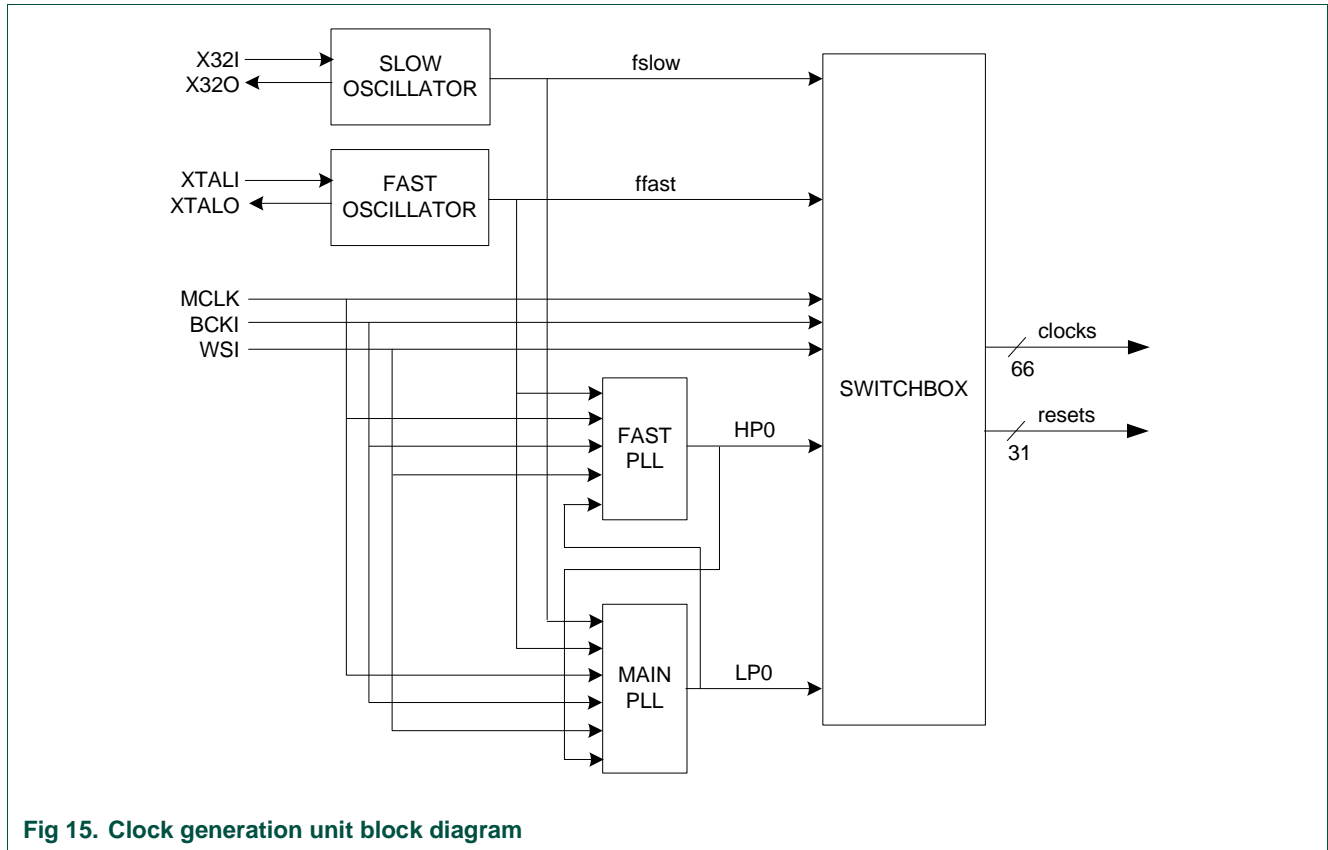 X32I
X32O
SLOW
OSCILLATOR
fslow
XTALI
XTALO
FAST
OSCILLATOR
ffast
MCLK
BCKI
WSI
SWITCHBOX
clocks
66
resets
31
FAST
PLL
HP0
MAIN
PLL
LP0
Fig 15. Clock generation unit block diagram